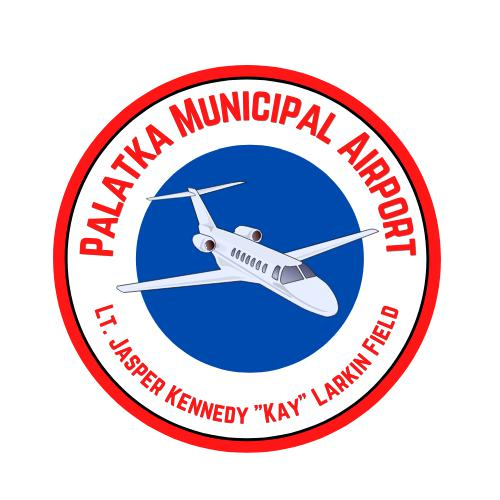 Palatka Municipal Airport
Lt. Jasper Kennedy ”Kay” Larkin Field